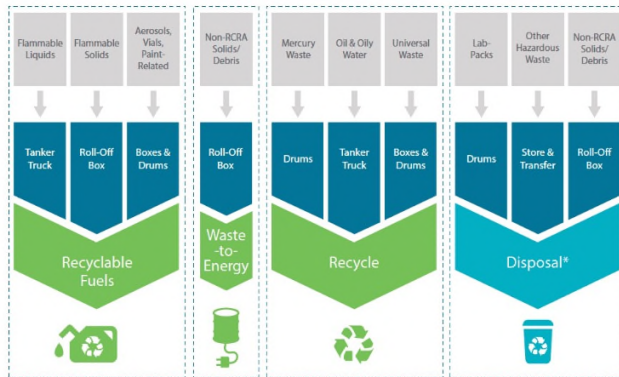 Flammable
Liquids
Flammable
Solids
Aerosols,
Vials,
Paint-
Related
Non-RCRA
Solids/
Debris
Mercury
Waste
Oil & Oily
Water
Universal
Waste
Lab-
Packs
Other
Hazardous
Waste
Non-RCRA
Solids/
Debris
Tanker
Truck
Roll-Off
Box
Boxes &
Drums
Roll-Off
Box
Drums
Tanker
Truck
Boxes &
Drums
Drums
Store &
Transfer
Roll-Off
Box
Recyclable
Fuels
Waste
-to-
Energy
Recycle
Disposal*